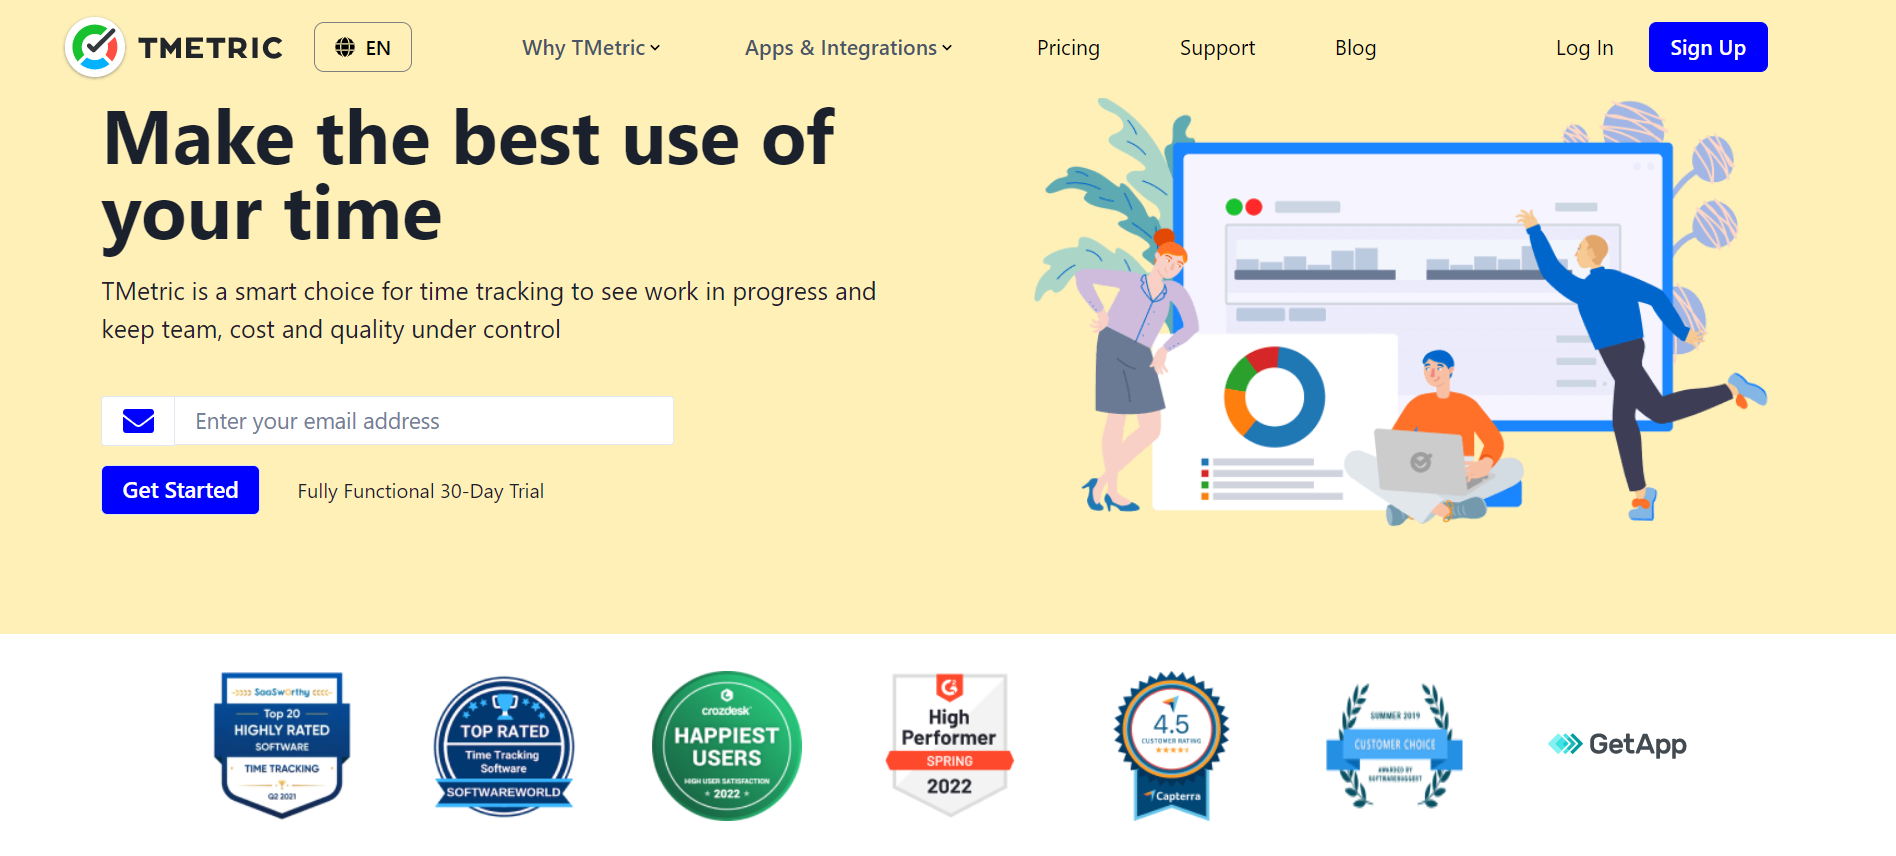 TMETRIC
EN
Why TMetric
Apps & Integrations
Pricing
Support
Blog
Log In
Sign Up
Make the best use of
your time
TMetric is a smart choice for time tracking to see work in progress and
keep team, cost and quality under control
Enter your email address
Get Started
Fully Functional 30-Day Trial
SaaSworthy
Top 20
HIGHLY RATED
SOFTWARE
TIME TRACKING
Q2 2021
TOP RATED
Time Tracking
Software
SOFTWAREWORLD
crozdesk
HAPPIEST
USERS
HIGH USER SATISFACTION
2022
G2
High
Performer
SPRING
2022
4.5
CUSTOMER RATING
Capterra
SUMMER 2019
CUSTOMER CHOICE
AWARDED BY
SOFTWARESUGGEST
GetApp